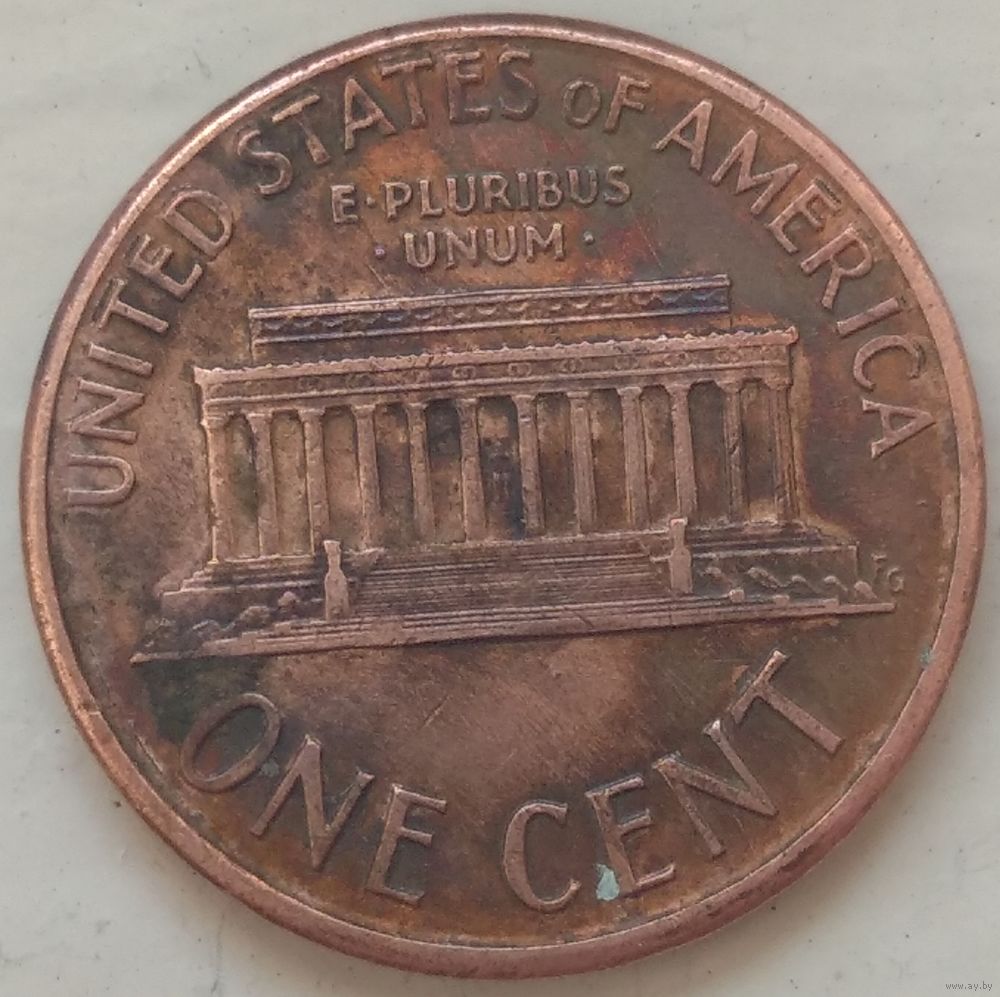 UNITED STATES OF AMERICA
E·PLURIBUS
·UNUM·
FG
ONE CENT
www.ay.by